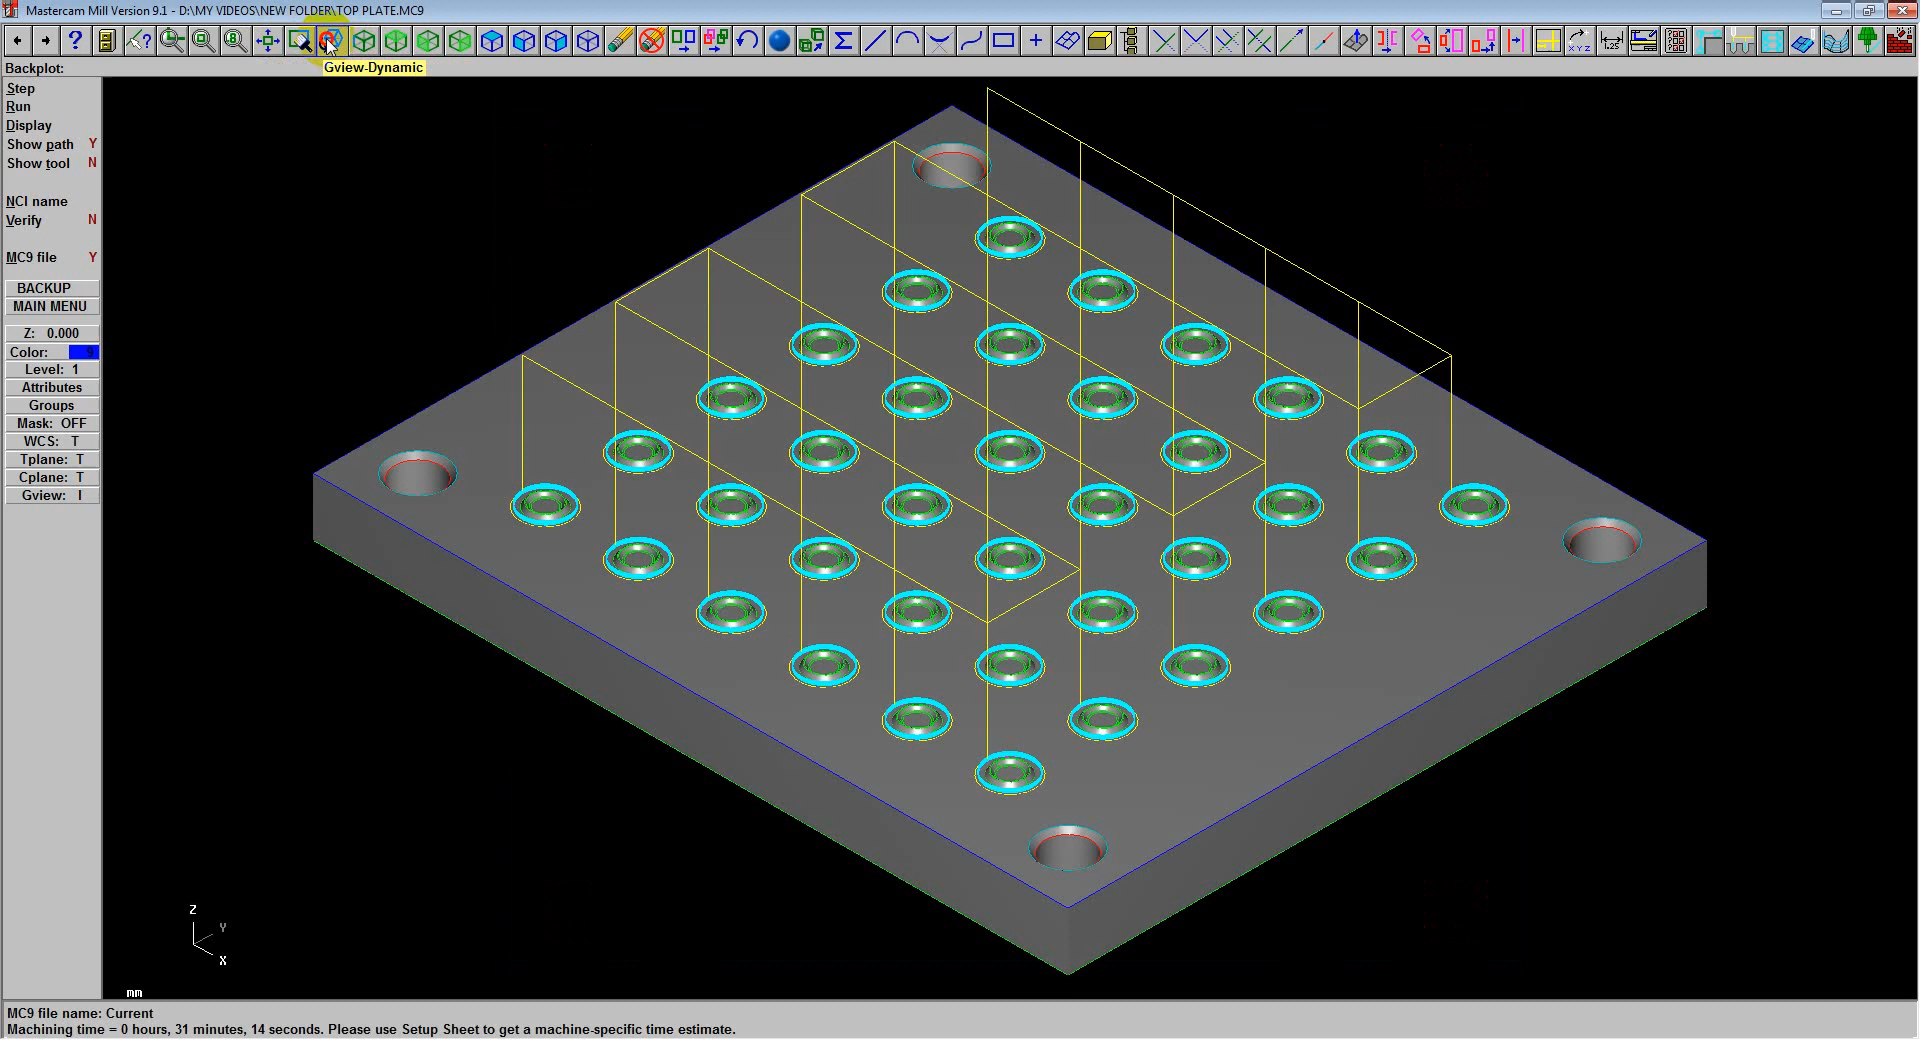 Mastercam Mill Version 9.1 - D:\MY VIDEOS\NEW FOLDER\TOP PLATE.MC9
Gview-Dynamic
Backplot:
Step
Run
Display
Show path Y
Show tool N
NCI name
Verify N
MC9 file Y
BACKUP
MAIN MENU
Z: 0.000
Color: 9
Level: 1
Attributes
Groups
Mask: OFF
WCS: T
Tplane: T
Cplane: T
Gview: I
Z
Y
X
mm
MC9 file name: Current
Machining time = 0 hours, 31 minutes, 14 seconds. Please use Setup Sheet to get a machine-specific time estimate.